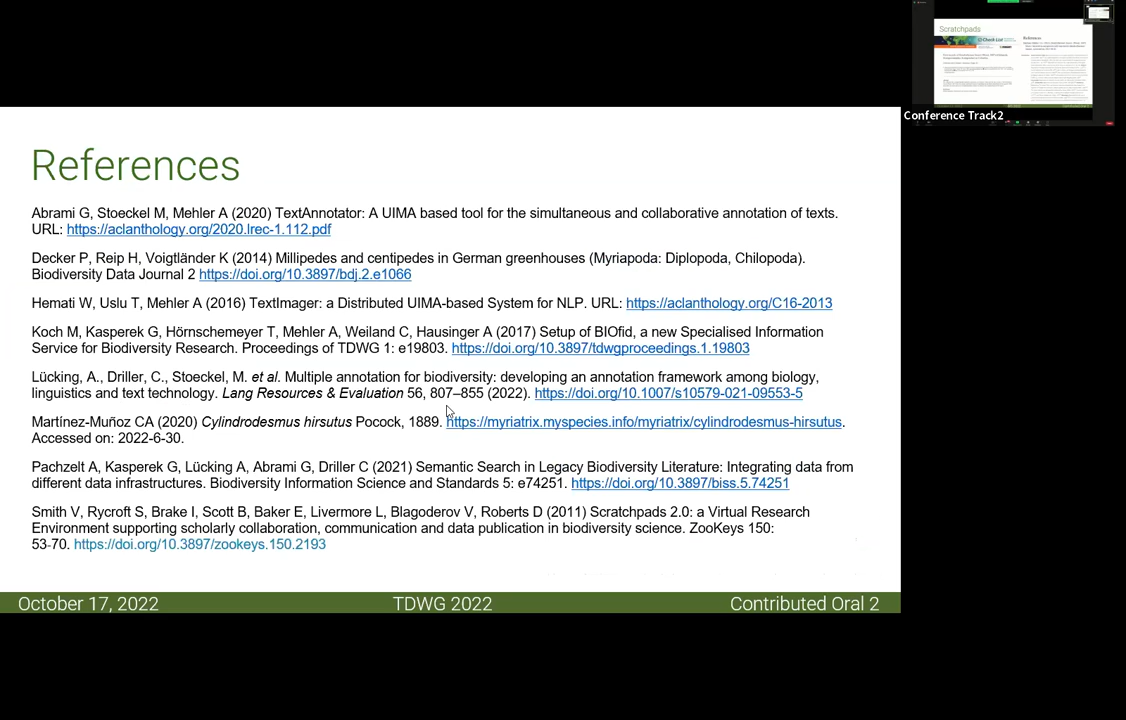 Scratchpads
Check List
References
Conference Track2
References
Abrami G, Stoeckel M, Mehler A (2020) TextAnnotator: A UIMA based tool for the simultaneous and collaborative annotation of texts.
URL: https://aclanthology.org/2020.lrec-1.112.pdf
Decker P, Reip H, Voigtländer K (2014) Millipedes and centipedes in German greenhouses (Myriapoda: Diplopoda, Chilopoda).
Biodiversity Data Journal 2 https://doi.org/10.3897/bdj.2.e1066
Hemati W, Uslu T, Mehler A (2016) TextImager: a Distributed UIMA-based System for NLP. URL: https://aclanthology.org/C16-2013
Koch M, Kasperek G, Hörnschemeyer T, Mehler A, Weiland C, Hausinger A (2017) Setup of BIOfid, a new Specialised Information
Service for Biodiversity Research. Proceedings of TDWG 1: e19803. https://doi.org/10.3897/tdwgproceedings.1.19803
Lücking, A., Driller, C., Stoeckel, M. et al. Multiple annotation for biodiversity: developing an annotation framework among biology,
linguistics and text technology. Lang Resources & Evaluation 56, 807–855 (2022). https://doi.org/10.1007/s10579-021-09553-5
Martínez-Muñoz CA (2020) Cylindrodesmus hirsutus Pocock, 1889. https://myriatrix.myspecies.info/myriatrix/cylindrodesmus-hirsutus.
Accessed on: 2022-6-30.
Pachzelt A, Kasperek G, Lücking A, Abrami G, Driller C (2021) Semantic Search in Legacy Biodiversity Literature: Integrating data from
different data infrastructures. Biodiversity Information Science and Standards 5: e74251. https://doi.org/10.3897/biss.5.74251
Smith V, Rycroft S, Brake I, Scott B, Baker E, Livermore L, Blagoderov V, Roberts D (2011) Scratchpads 2.0: a Virtual Research
Environment supporting scholarly collaboration, communication and data publication in biodiversity science. ZooKeys 150:
53-70. https://doi.org/10.3897/zookeys.150.2193
October 17, 2022 TDWG 2022 Contributed Oral 2